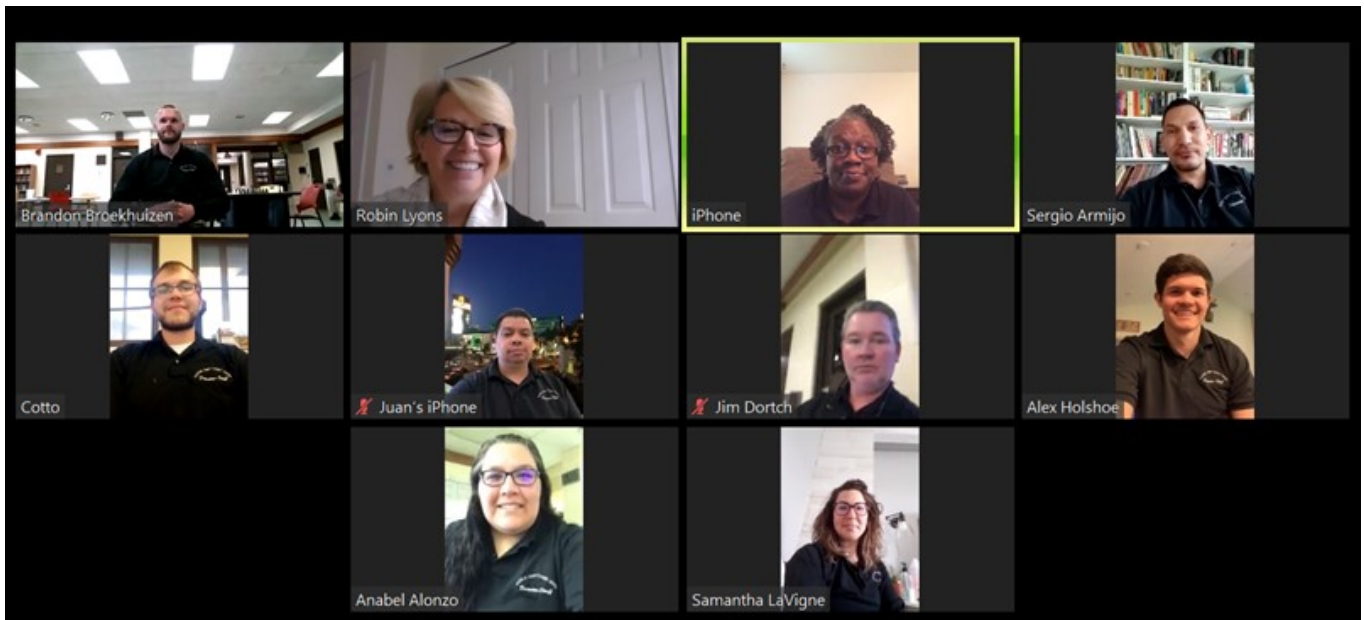 Brandon Broekhuizen
Robin Lyons
iPhone
Sergio Armijo
Cotto
Juan's iPhone
Jim Dortch
Alex Holshoe
Anabel Alonzo
Samantha LaVigne